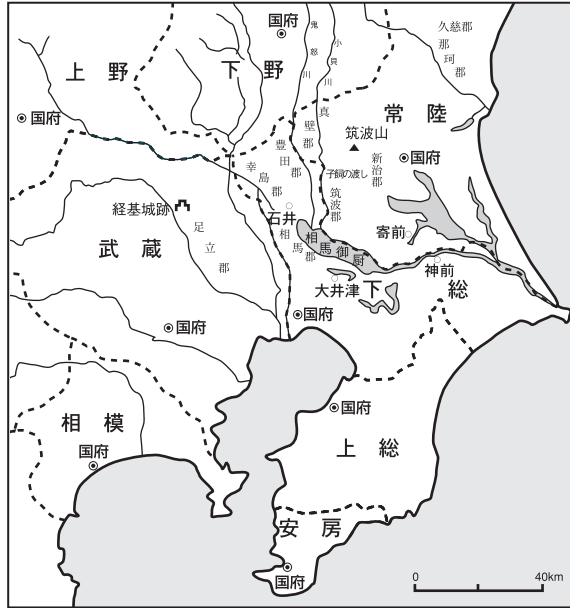 国府
鬼怒川
小貝川
久慈郡
那珂郡
上野
下野
常陸
国府
真壁郡
筑波山
国府
豊田郡
新治郡
幸島郡
子飼の渡し
筑波郡
経基城跡
石井
足立郡
相馬郡
相馬御厨
寄前
武蔵
神前
大井津
下総
国府
国府
相模
国府
国府
上総
安房
国府
0
40km